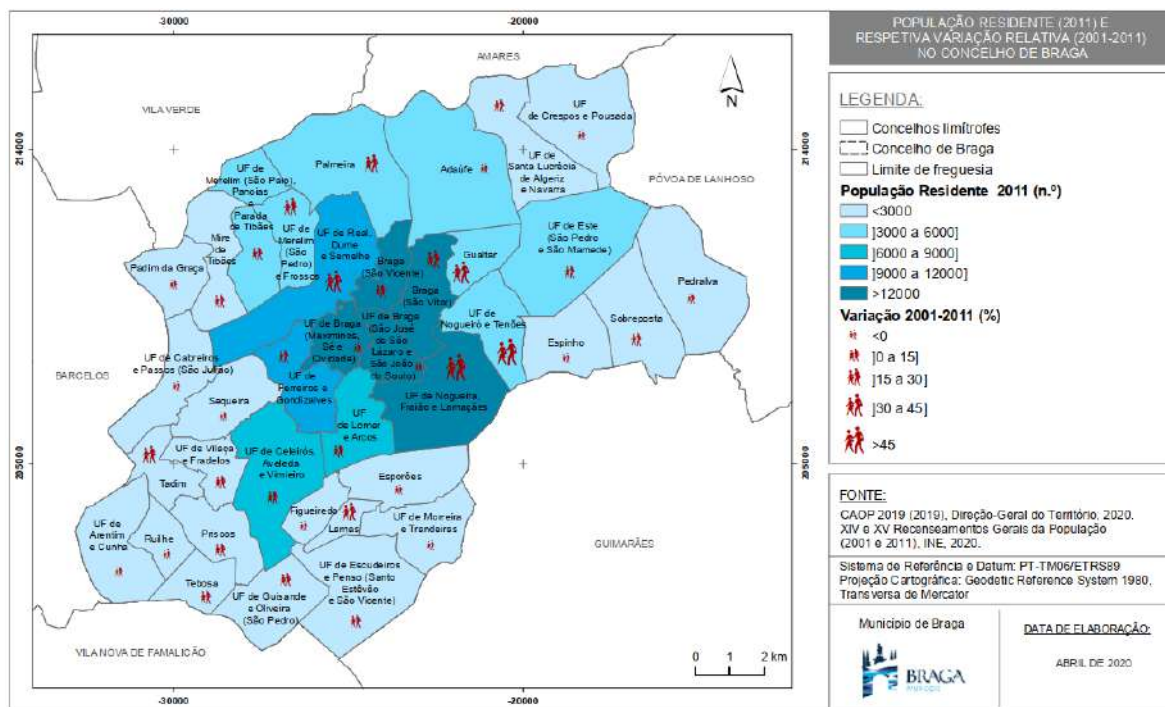 -30000
-20000
POPULAÇÃO RESIDENTE (2011) E
RESPETIVA VARIAÇÃO RELATIVA (2001-2011)
NO CONCELHO DE BRAGA
AMARES
VILA VERDE
N
UF
de Crespos e Pousada
214000
214000
Palmeira
Adaúfe
UF de
Santa Lucrécia
de Algeriz
e Navarra
PÓVOA DE LANHOSO
UF de
Merelim (São Paio),
Panoias
e
Parada
de Tibães
UF de
Merelim
(São
Pedro)
e Frossos
UF de Real,
Dume
e Semelhe
UF de Este
(São Pedro
e São Mamede)
Mire
de
Tibães
Padim da Graça
Braga
(São Vicente)
Gualtar
Braga
(São Vítor)
Pedralva
UF de
Nogueiró e Tenões
Sobreposta
UF de Braga
(Maximinos,
Sé e
Cividade)
UF de Braga
(São José
de São
Lázaro e
São João
do Souto)
Espinho
UF de Cabreiros
e Passos (São Julião)
BARCELOS
UF de
Ferreiros e
Gondizalves
UF de Nogueira,
Fraião e Lamaçães
Sequeira
UF
de Lomar
e Arcos
UF de Vilaça
e Fradelos
UF de Celeirós,
Aveleda
e Vimieiro
Tadim
Esporões
Figueiredo
Lamas
UF de Morreira
e Trandeiras
UF de
Arentim
e Cunha
Ruilhe
Priscos
GUIMARÃES
Tebosa
UF de Escudeiros
e Penso (Santo
Estêvão
e São Vicente)
UF de Guisande
e Oliveira
(São Pedro)
VILA NOVA DE FAMALICÃO
0 1 2 km
-30000
-20000
LEGENDA:
Concelhos limítrofes
Concelho de Braga
Limite de freguesia
População Residente 2011 (n.º)
<3000
]3000 a 6000]
]6000 a 9000]
]9000 a 12000]
>12000
Variação 2001-2011 (%)
<0
]0 a 15]
]15 a 30]
]30 a 45]
>45
FONTE:
CAOP 2019 (2019), Direção-Geral do Território, 2020.
XIV e XV Recenseamentos Gerais da População
(2001 e 2011), INE, 2020.
Sistema de Referência e Datum: PT-TM06/ETRS89
Projeção Cartográfica: Geodetic Reference System 1980,
Transversa de Mercator
Município de Braga
BRAGA
DATA DE ELABORAÇÃO:
ABRIL DE 2020